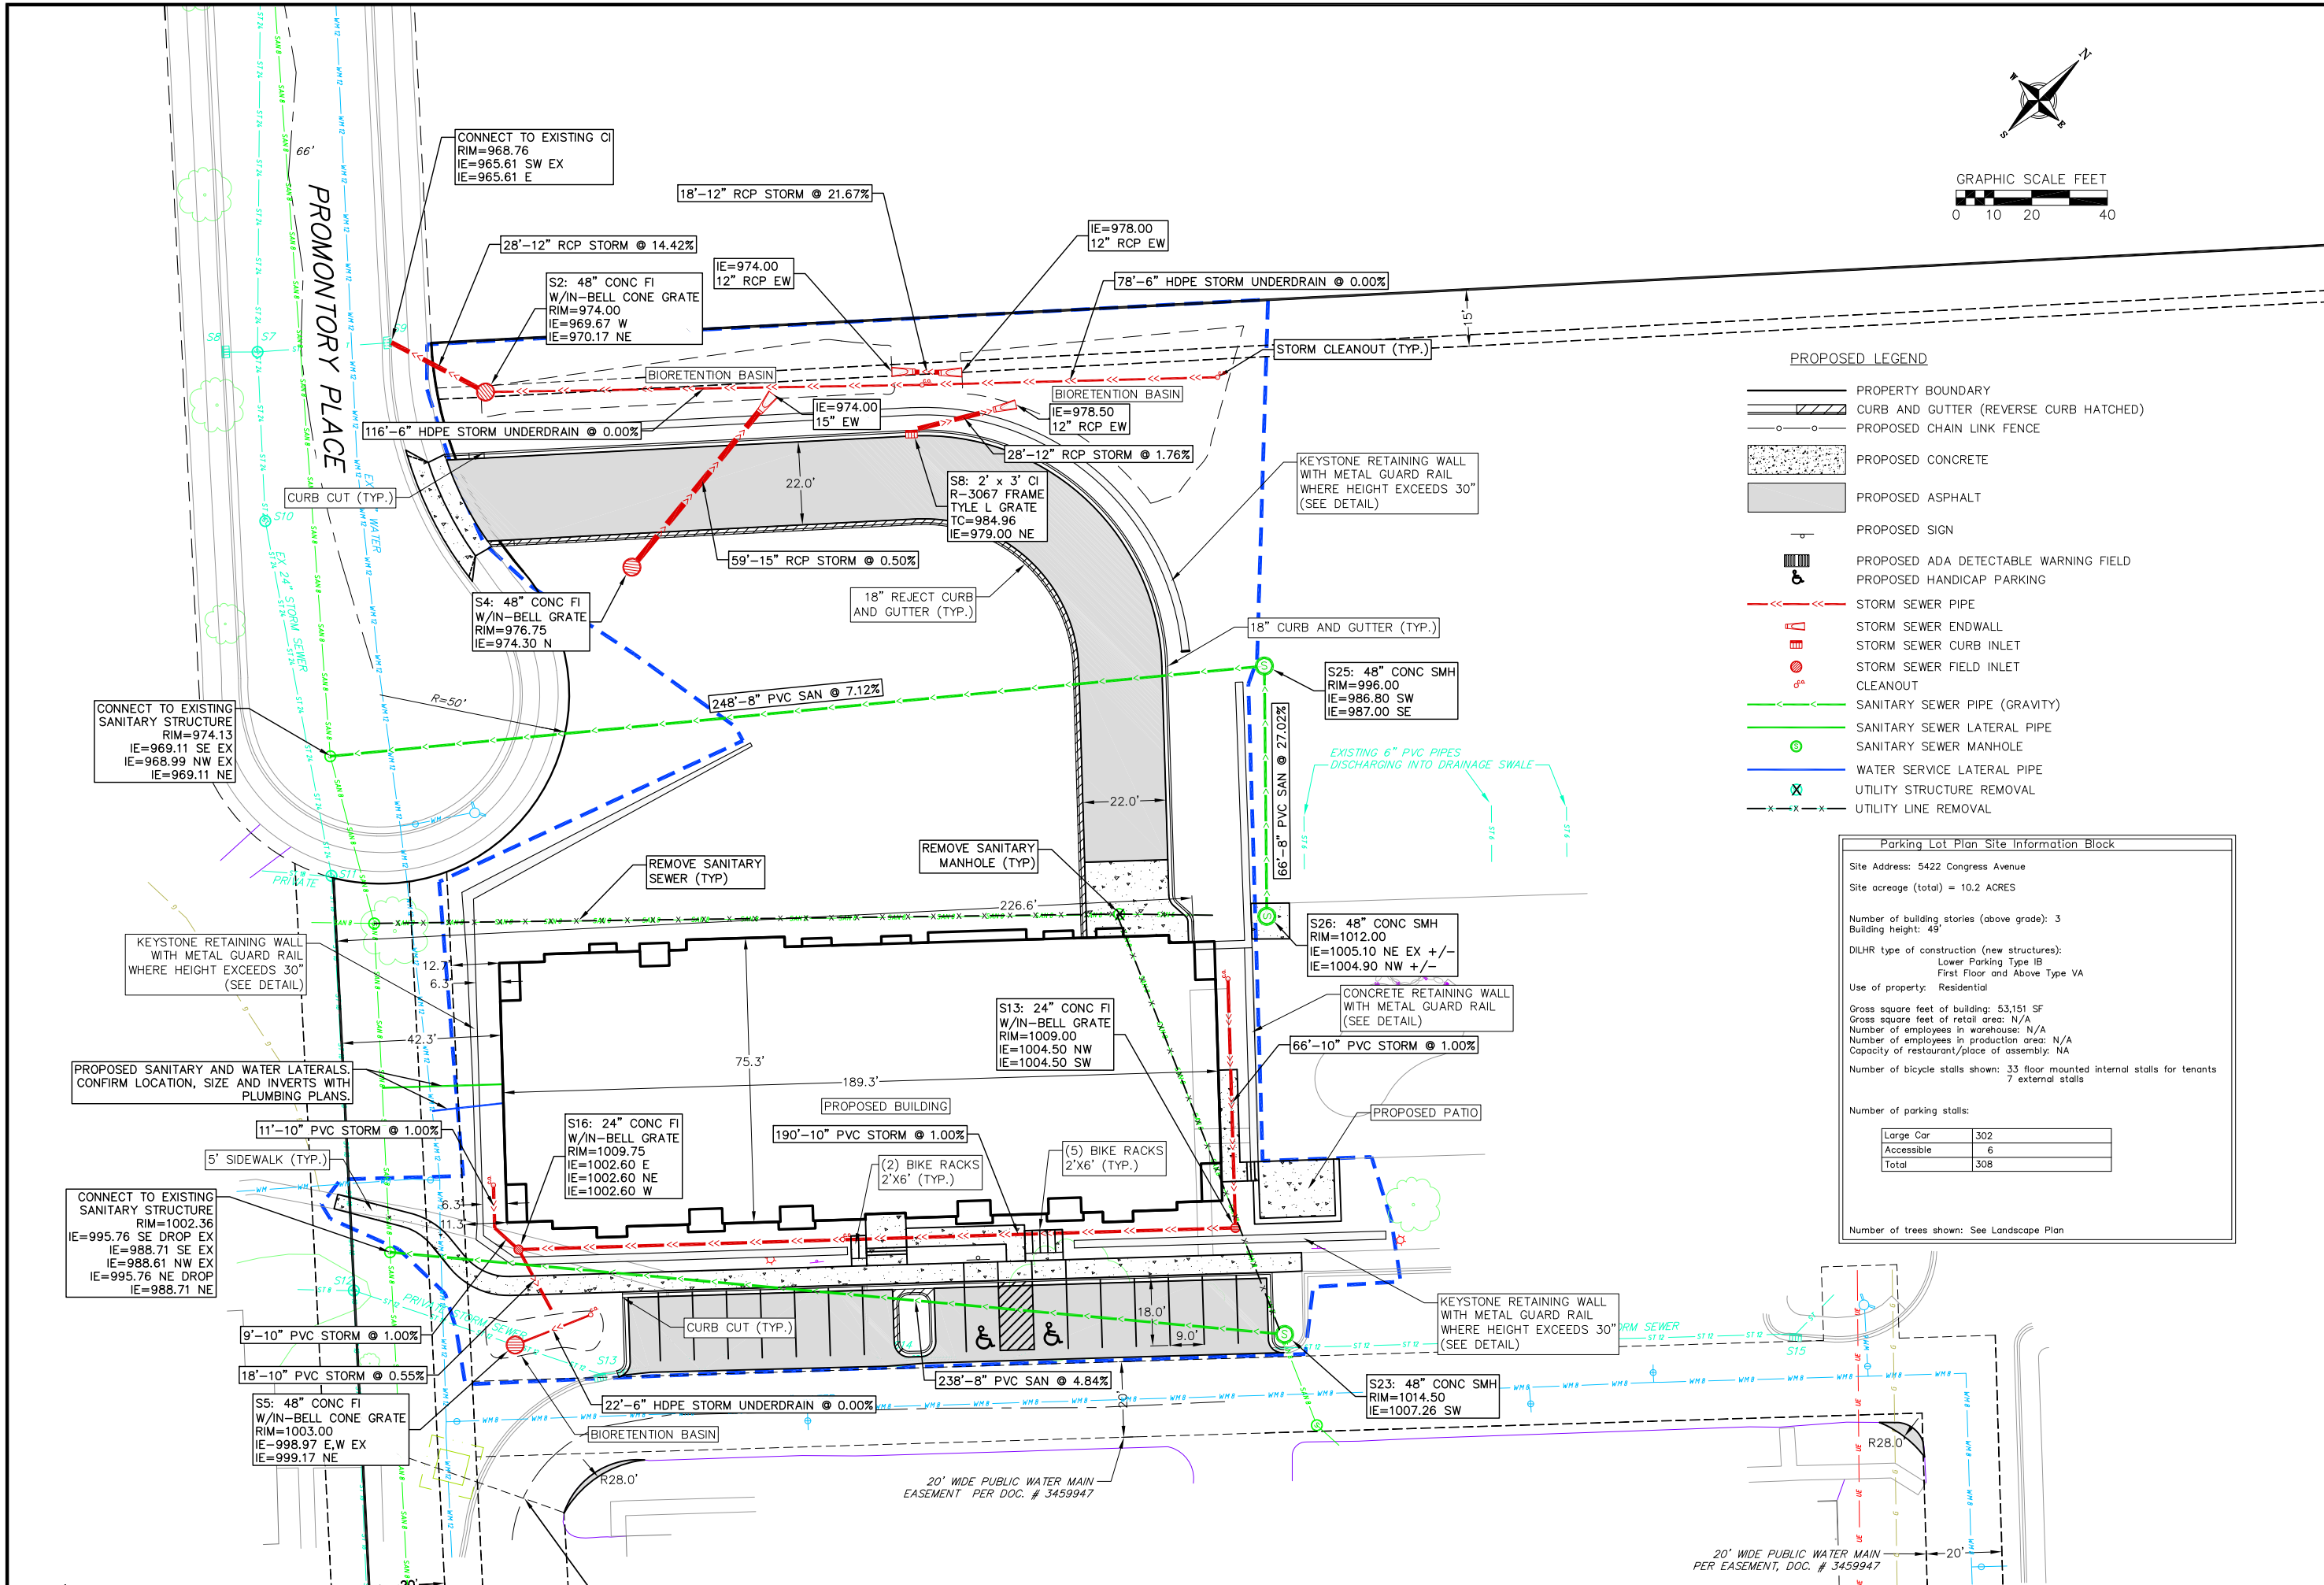 N
W
E
S
GRAPHIC SCALE FEET
0 10 20 40
66'
PROMONTORY PLACE
CONNECT TO EXISTING CI
RIM=968.76
IE=965.61 SW EX
IE=965.61 E
18'-12" RCP STORM @ 21.67%
28'-12" RCP STORM @ 14.42%
IE=978.00
12" RCP EW
IE=974.00
12" RCP EW
S2: 48" CONC FI
W/IN-BELL CONE GRATE
RIM=974.00
IE=969.67 W
IE=970.17 NE
78'-6" HDPE STORM UNDERDRAIN @ 0.00%
15'
STORM CLEANOUT (TYP.)
S8
S7
S9
BIORETENTION BASIN
BIORETENTION BASIN
IE=974.00
15" EW
IE=978.50
12" RCP EW
116'-6" HDPE STORM UNDERDRAIN @ 0.00%
28'-12" RCP STORM @ 1.76%
CURB CUT (TYP.)
22.0'
S8: 2' x 3' CI
R-3067 FRAME
TYLE L GRATE
TC=984.96
IE=979.00 NE
KEYSTONE RETAINING WALL
WITH METAL GUARD RAIL
WHERE HEIGHT EXCEEDS 30"
(SEE DETAIL)
S10
WATER
EX 24" STORM SEWER
59'-15" RCP STORM @ 0.50%
18" REJECT CURB
AND GUTTER (TYP.)
S4: 48" CONC FI
W/IN-BELL GRATE
RIM=976.75
IE=974.30 N
18" CURB AND GUTTER (TYP.)
S25: 48" CONC SMH
RIM=996.00
IE=986.80 SW
IE=987.00 SE
R=50'
248'-8" PVC SAN @ 7.12%
CONNECT TO EXISTING
SANITARY STRUCTURE
RIM=974.13
IE=969.11 SE EX
IE=968.99 NW EX
IE=969.11 NE
66'-8" PVC SAN @ 27.02%
EXISTING 6" PVC PIPES
DISCHARGING INTO DRAINAGE SWALE
ST 6
ST 6
ST 6
22.0'
WM
S11
PRIVATE
REMOVE SANITARY
SEWER (TYP)
REMOVE SANITARY
MANHOLE (TYP)
226.6'
S26: 48" CONC SMH
RIM=1012.00
IE=1005.10 NE EX +/-
IE=1004.90 NW +/-
KEYSTONE RETAINING WALL
WITH METAL GUARD RAIL
WHERE HEIGHT EXCEEDS 30"
(SEE DETAIL)
12.7'
6.3'
42.3'
S13: 24" CONC FI
W/IN-BELL GRATE
RIM=1009.00
IE=1004.50 NW
IE=1004.50 SW
CONCRETE RETAINING WALL
WITH METAL GUARD RAIL
(SEE DETAIL)
66'-10" PVC STORM @ 1.00%
75.3'
189.3'
PROPOSED BUILDING
PROPOSED SANITARY AND WATER LATERALS.
CONFIRM LOCATION, SIZE AND INVERTS WITH
PLUMBING PLANS.
PROPOSED PATIO
11'-10" PVC STORM @ 1.00%
S16: 24" CONC FI
W/IN-BELL GRATE
RIM=1009.75
IE=1002.60 E
IE=1002.60 NE
IE=1002.60 W
190'-10" PVC STORM @ 1.00%
(5) BIKE RACKS
2'X6' (TYP.)
(2) BIKE RACKS
2'X6' (TYP.)
5' SIDEWALK (TYP.)
6.3'
11.3'
CONNECT TO EXISTING
SANITARY STRUCTURE
RIM=1002.36
IE=995.76 SE DROP EX
IE=988.71 SE EX
IE=988.61 NW EX
IE=995.76 NE DROP
IE=988.71 NE
S12
PRIVATE STORM SEWER
9'-10" PVC STORM @ 1.00%
18'-10" PVC STORM @ 0.55%
CURB CUT (TYP.)
18.0'
9.0'
S13
S14
KEYSTONE RETAINING WALL
WITH METAL GUARD RAIL
WHERE HEIGHT EXCEEDS 30"
(SEE DETAIL)
S15
238'-8" PVC SAN @ 4.84%
S23: 48" CONC SMH
RIM=1014.50
IE=1007.26 SW
S5: 48" CONC FI
W/IN-BELL CONE GRATE
RIM=1003.00
IE-998.97 E,W EX
IE=999.17 NE
22'-6" HDPE STORM UNDERDRAIN @ 0.00%
20'
BIORETENTION BASIN
R28.0'
20' WIDE PUBLIC WATER MAIN
EASEMENT PER DOC. # 3459947
R28.0'
20' WIDE PUBLIC WATER MAIN
PER EASEMENT, DOC. # 3459947
20'
20'
PROPOSED LEGEND
PROPERTY BOUNDARY
CURB AND GUTTER (REVERSE CURB HATCHED)
PROPOSED CHAIN LINK FENCE
PROPOSED CONCRETE
PROPOSED ASPHALT
PROPOSED SIGN
PROPOSED ADA DETECTABLE WARNING FIELD
PROPOSED HANDICAP PARKING
STORM SEWER PIPE
STORM SEWER ENDWALL
STORM SEWER CURB INLET
STORM SEWER FIELD INLET
CLEANOUT
SANITARY SEWER PIPE (GRAVITY)
SANITARY SEWER LATERAL PIPE
SANITARY SEWER MANHOLE
WATER SERVICE LATERAL PIPE
UTILITY STRUCTURE REMOVAL
UTILITY LINE REMOVAL
Parking Lot Plan Site Information Block
Site Address: 5422 Congress Avenue
Site acreage (total) = 10.2 ACRES
Number of building stories (above grade): 3
Building height: 49'
DILHR type of construction (new structures):
Lower Parking Type IB
First Floor and Above Type VA
Use of property: Residential
Gross square feet of building: 53,151 SF
Gross square feet of retail area: N/A
Number of employees in warehouse: N/A
Number of employees in production area: N/A
Capacity of restaurant/place of assembly: NA
Number of bicycle stalls shown: 33 floor mounted internal stalls for tenants
7 external stalls
Number of parking stalls:
Large Car 302
Accessible 6
Total 308
Number of trees shown: See Landscape Plan